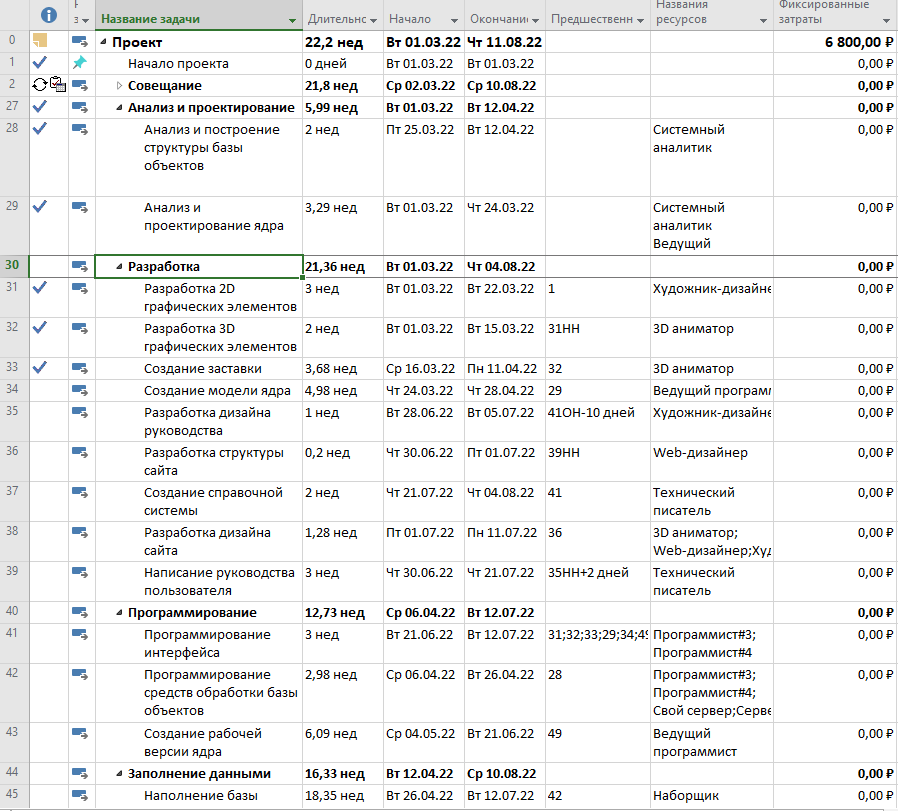 Название задачи Длительнс Начало Окончание Предшественн Названия ресурсов Фиксированные затраты
0 Проект 22,2 нед Вт 01.03.22 Чт 11.08.22 6 800,00 ₽
1 Начало проекта 0 дней Вт 01.03.22 Вт 01.03.22 0,00 ₽
2 Совещание 21,8 нед Ср 02.03.22 Ср 10.08.22 0,00 ₽
27 Анализ и проектирование 5,99 нед Вт 01.03.22 Вт 12.04.22 0,00 ₽
28 Анализ и построение 2 нед Пт 25.03.22 Вт 12.04.22 Системный 0,00 ₽
структуры базы аналитик
объектов
29 Анализ и 3,29 нед Вт 01.03.22 Чт 24.03.22 Системный 0,00 ₽
проектирование ядра аналитик
Ведущий
30 Разработка 21,36 нед Вт 01.03.22 Чт 04.08.22 0,00 ₽
31 Разработка 2D 3 нед Вт 01.03.22 Вт 22.03.22 1 Художник-дизайне 0,00 ₽
графических элементов
32 Разработка 3D 2 нед Вт 01.03.22 Вт 15.03.22 31НН 3D аниматор 0,00 ₽
графических элементов
33 Создание заставки 3,68 нед Ср 16.03.22 Пн 11.04.22 32 3D аниматор 0,00 ₽
34 Создание модели ядра 4,98 нед Чт 24.03.22 Чт 28.04.22 29 Ведущий програм 0,00 ₽
35 Разработка дизайна 1 нед Вт 28.06.22 Вт 05.07.22 41ОН-10 дней Художник-дизайне 0,00 ₽
руководства
36 Разработка структуры 0,2 нед Чт 30.06.22 Пт 01.07.22 39НН Web-дизайнер 0,00 ₽
сайта
37 Создание справочной 2 нед Чт 21.07.22 Чт 04.08.22 41 Технический 0,00 ₽
системы писатель
38 Разработка дизайна 1,28 нед Пт 01.07.22 Пн 11.07.22 36 3D аниматор; 0,00 ₽
сайта Web-дизайнер;Худ
39 Написание руководства 3 нед Чт 30.06.22 Чт 21.07.22 35НН+2 дней Технический 0,00 ₽
пользователя писатель
40 Программирование 12,73 нед Ср 06.04.22 Вт 12.07.22 0,00 ₽
41 Программирование 3 нед Вт 21.06.22 Вт 12.07.22 31;32;33;29;34;49 Программист#3; 0,00 ₽
интерфейса Программист#4
42 Программирование 2,98 нед Ср 06.04.22 Вт 26.04.22 28 Программист#3; 0,00 ₽
средств обработки базы Программист#4;
объектов Свой сервер;Серве
43 Создание рабочей 6,09 нед Ср 04.05.22 Вт 21.06.22 49 Ведущий 0,00 ₽
версии ядра программист
44 Заполнение данными 16,33 нед Вт 12.04.22 Ср 10.08.22 0,00 ₽
45 Наполнение базы 18,35 нед Вт 26.04.22 Вт 12.07.22 42 Наборщик 0,00 ₽